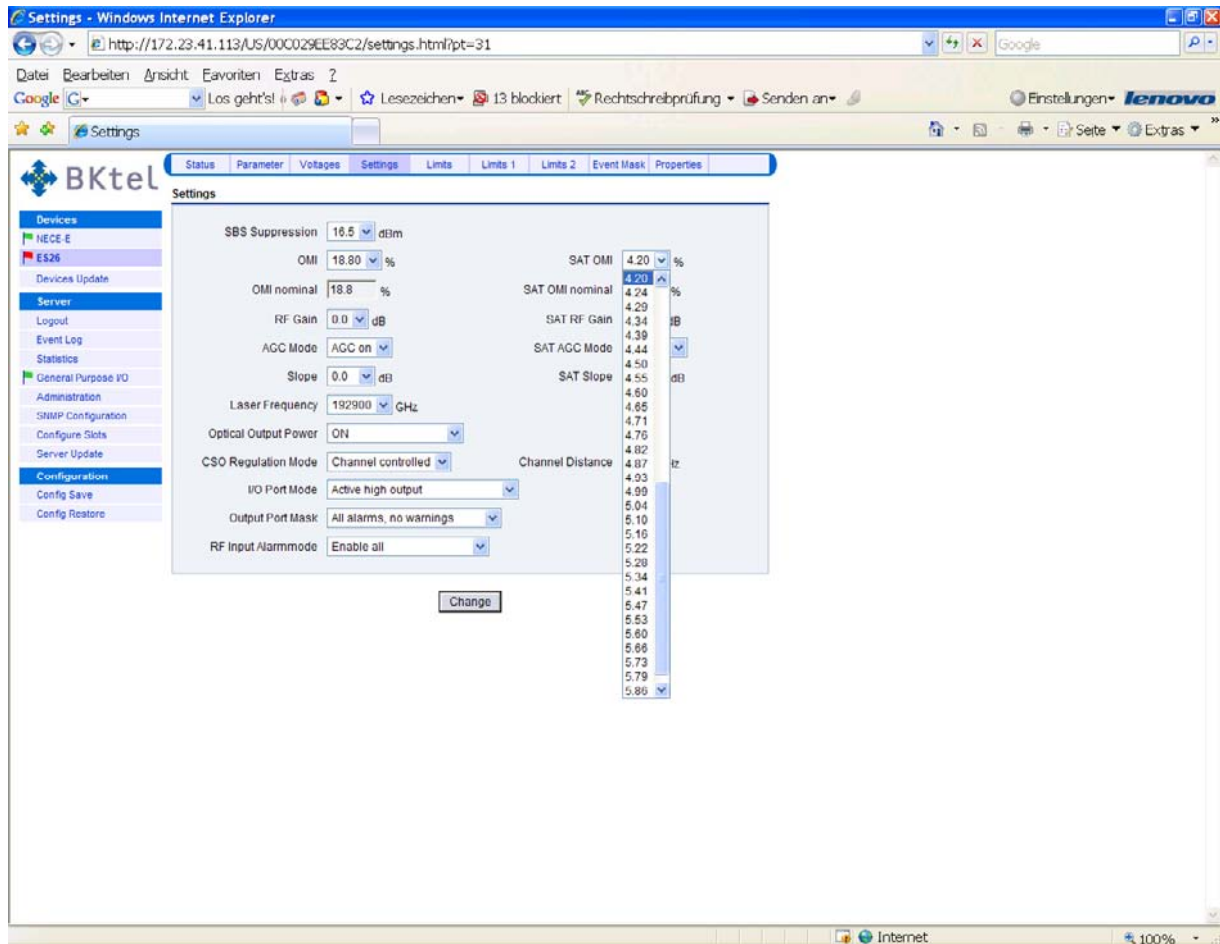 Settings - Windows Internet Explorer
http://172.23.41.113/US/00C029EE83C2/settings.html?pt=31
Google
Datei Bearbeiten Ansicht Favoriten Extras ?
Google G Los geht's! Lesezeichen 13 blockiert ABC Rechtschreibprüfung Senden an Einstellungen lenovo
Settings Seite Extras »
BKtel
Status Parameter Voltages Settings Limits Limits 1 Limits 2 Event Mask Properties
Settings
Devices
NECE-E
ES26
Devices Update
Server
Logout
Event Log
Statistics
General Purpose I/O
Administration
SNMP Configuration
Configure Slots
Server Update
Configuration
Config Save
Config Restore
SBS Suppression 16.5 dBm
OMI 18.80 % SAT OMI 4.20 %
OMI nominal 18.8 % SAT OMI nominal %
RF Gain 0.0 dB SAT RF Gain dB
AGC Mode AGC on SAT AGC Mode
Slope 0.0 dB SAT Slope dB
Laser Frequency 192900 GHz
Optical Output Power ON
CSO Regulation Mode Channel controlled Channel Distance Hz
I/O Port Mode Active high output
Output Port Mask All alarms, no warnings
RF Input Alarmmode Enable all
4.20
4.24
4.29
4.34
4.39
4.44
4.50
4.55
4.60
4.65
4.71
4.76
4.82
4.87
4.93
4.99
5.04
5.10
5.16
5.22
5.28
5.34
5.41
5.47
5.53
5.60
5.66
5.73
5.79
5.86
Change
Internet 100%